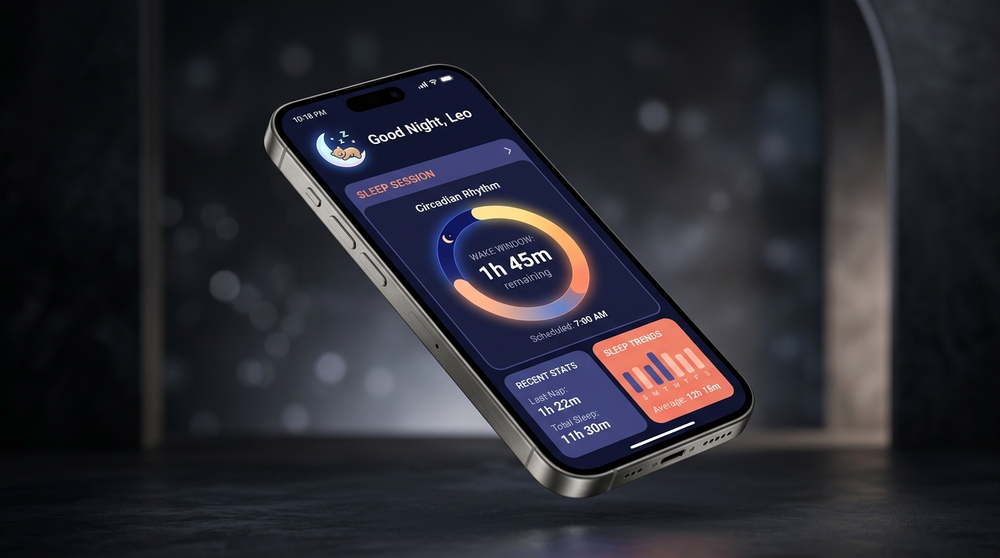 10:18 PM
z
z
z
Good Night, Leo
SLEEP SESSION
Circadian Rhythm
WAKE WINDOW:
1h 45m
remaining
Scheduled: 7:00 AM
RECENT STATS
Last Nap:
1h 22m
Total Sleep:
11h 30m
SLEEP TRENDS
S M T W T F S
Average: 12h 15m